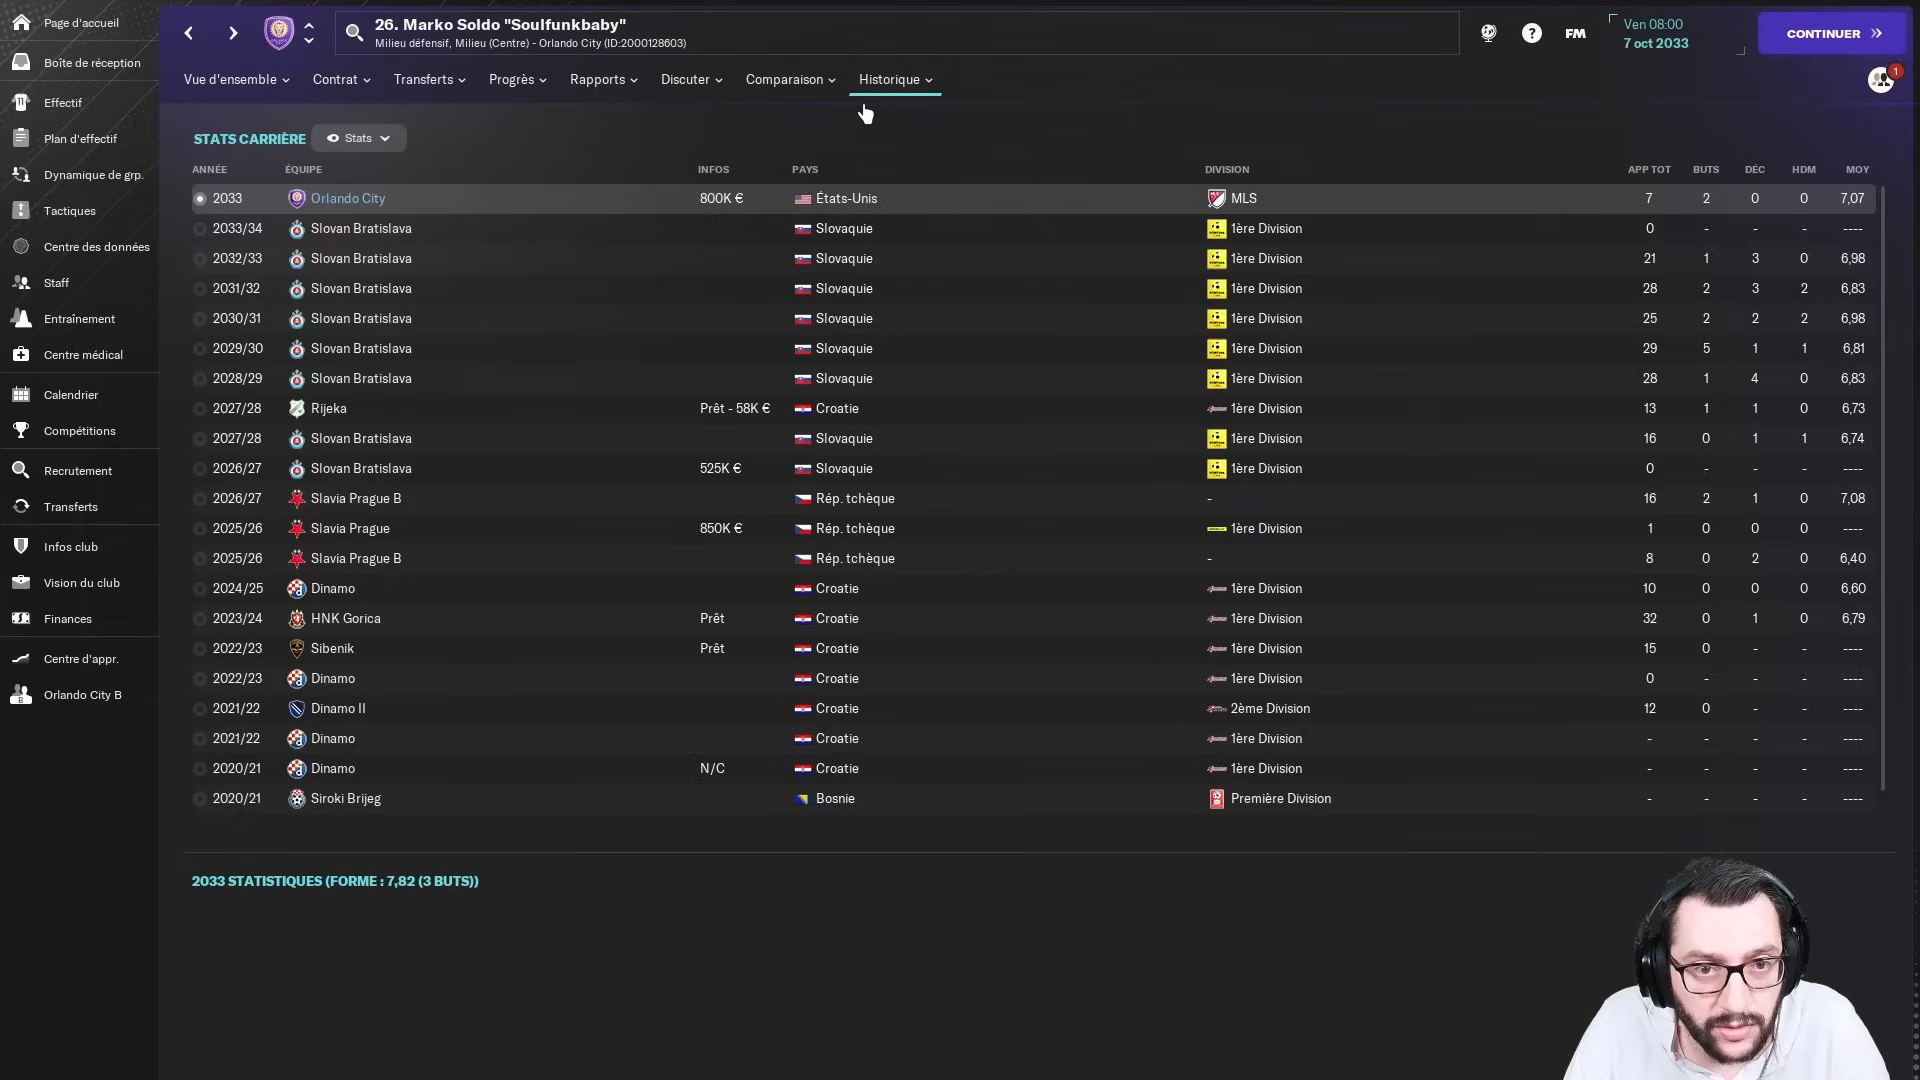 Page d'accueil
Boîte de réception
Effectif
Plan d'effectif
Dynamique de grp.
Tactiques
Centre des données
Staff
Entraînement
Centre médical
Calendrier
Compétitions
Recrutement
Transferts
Infos club
Vision du club
Finances
Centre d'appr.
Orlando City B
26. Marko Soldo "Soulfunkbaby"
Milieu défensif, Milieu (Centre) - Orlando City (ID:2000128603)
FM
Ven 08:00
7 oct 2033
CONTINUER
1
Vue d'ensemble Contrat Transferts Progrès Rapports Discuter Comparaison Historique
STATS CARRIÈRE Stats
ANNÉE ÉQUIPE INFOS PAYS DIVISION APP TOT BUTS DÉC HDM MOY
2033 Orlando City 800K € États-Unis MLS 7 2 0 0 7,07
2033/34 Slovan Bratislava Slovaquie 1ère Division 0 - - - ----
2032/33 Slovan Bratislava Slovaquie 1ère Division 21 1 3 0 6,98
2031/32 Slovan Bratislava Slovaquie 1ère Division 28 2 3 2 6,83
2030/31 Slovan Bratislava Slovaquie 1ère Division 25 2 2 2 6,98
2029/30 Slovan Bratislava Slovaquie 1ère Division 29 5 1 1 6,81
2028/29 Slovan Bratislava Slovaquie 1ère Division 28 1 4 0 6,83
2027/28 Rijeka Prêt - 58K € Croatie 1ère Division 13 1 1 0 6,73
2027/28 Slovan Bratislava Slovaquie 1ère Division 16 0 1 1 6,74
2026/27 Slovan Bratislava 525K € Slovaquie 1ère Division 0 - - - ----
2026/27 Slavia Prague B Rép. tchèque - 16 2 1 0 7,08
2025/26 Slavia Prague 850K € Rép. tchèque 1ère Division 1 0 0 0 ----
2025/26 Slavia Prague B Rép. tchèque - 8 0 2 0 6,40
2024/25 Dinamo Croatie 1ère Division 10 0 0 0 6,60
2023/24 HNK Gorica Prêt Croatie 1ère Division 32 0 1 0 6,79
2022/23 Sibenik Prêt Croatie 1ère Division 15 0 - - ----
2022/23 Dinamo Croatie 1ère Division 0 - - - ----
2021/22 Dinamo II Croatie 2ème Division 12 0 - - ----
2021/22 Dinamo Croatie 1ère Division - - - - ----
2020/21 Dinamo N/C Croatie 1ère Division - - - - ----
2020/21 Siroki Brijeg Bosnie Première Division - - - - ----
2033 STATISTIQUES (FORME : 7,82 (3 BUTS))